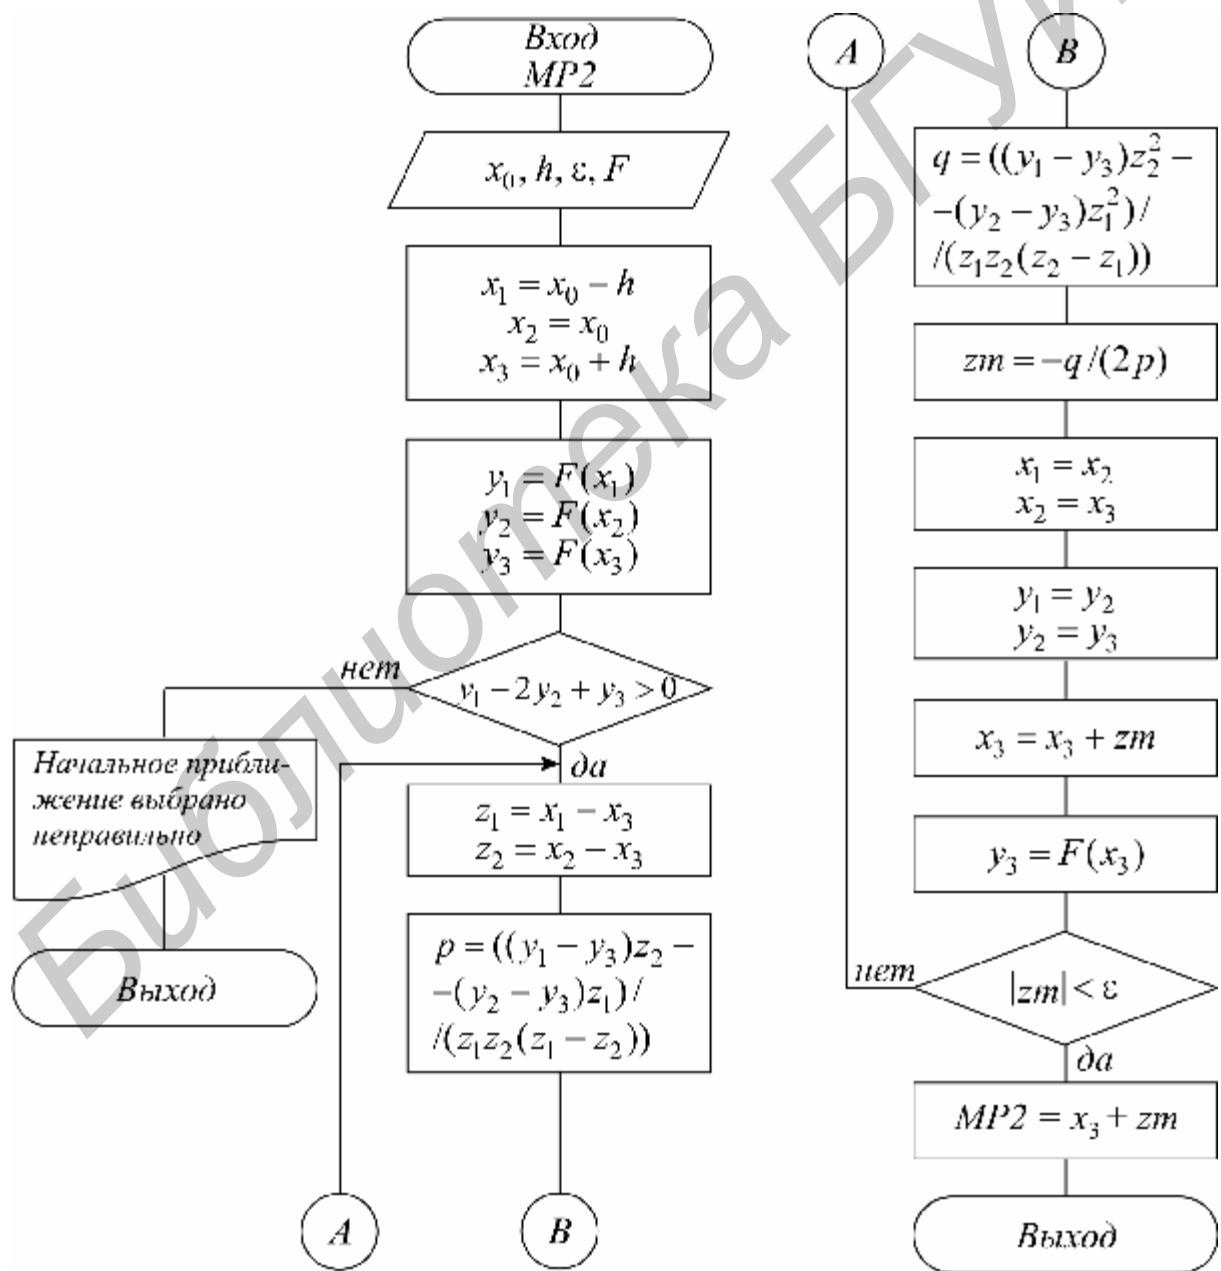 Вход
МР2
x₀, h, ε, F
x₁ = x₀ − h
x₂ = x₀
x₃ = x₀ + h
y₁ = F(x₁)
y₂ = F(x₂)
y₃ = F(x₃)
нет
y₁ − 2y₂ + y₃ > 0
да
Начальное прибли-
жение выбрано
неправильно
Выход
z₁ = x₁ − x₃
z₂ = x₂ − x₃
p = ((y₁ − y₃)z₂ −
−(y₂ − y₃)z₁)/
/(z₁z₂(z₁ − z₂))
A
B
A
B
q = ((y₁ − y₃)z₂² −
−(y₂ − y₃)z₁²)/
/(z₁z₂(z₂ − z₁))
zm = −q/(2p)
x₁ = x₂
x₂ = x₃
y₁ = y₂
y₂ = y₃
x₃ = x₃ + zm
y₃ = F(x₃)
нет
|zm| < ε
да
МР2 = x₃ + zm
Выход
Библиотека